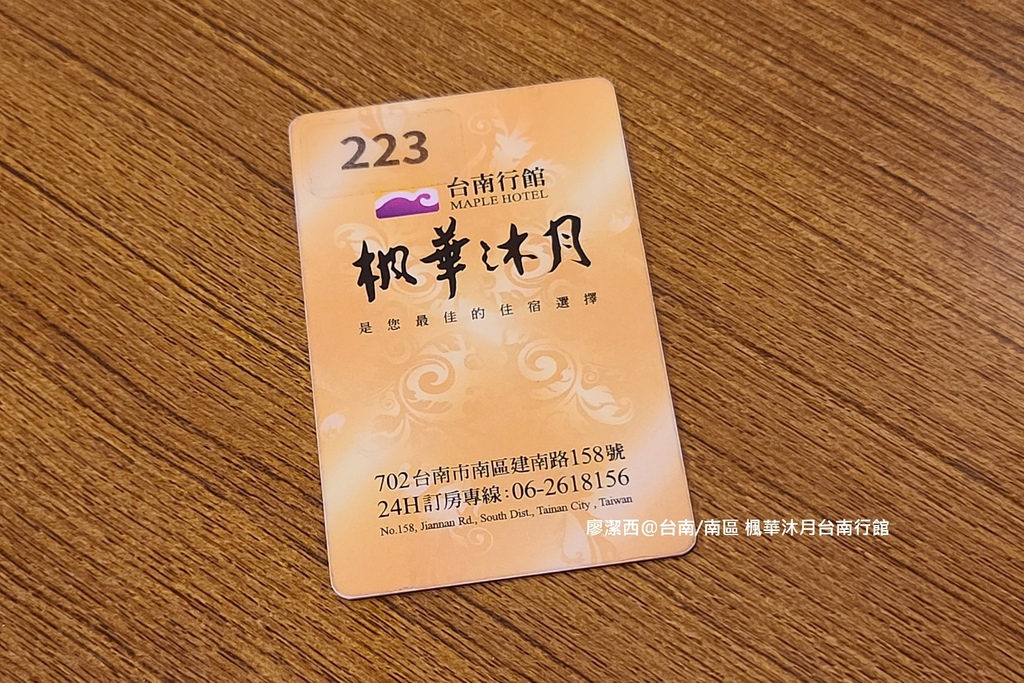 223
台南行館
MAPLE HOTEL
楓華沐月
是您最佳的住宿選擇
702台南市南區建南路158號
24H訂房專線:06-2618156
No.158, Jiannan Rd., South Dist., Tainan City , Taiwan
廖潔西@台南/南區 楓華沐月台南行館